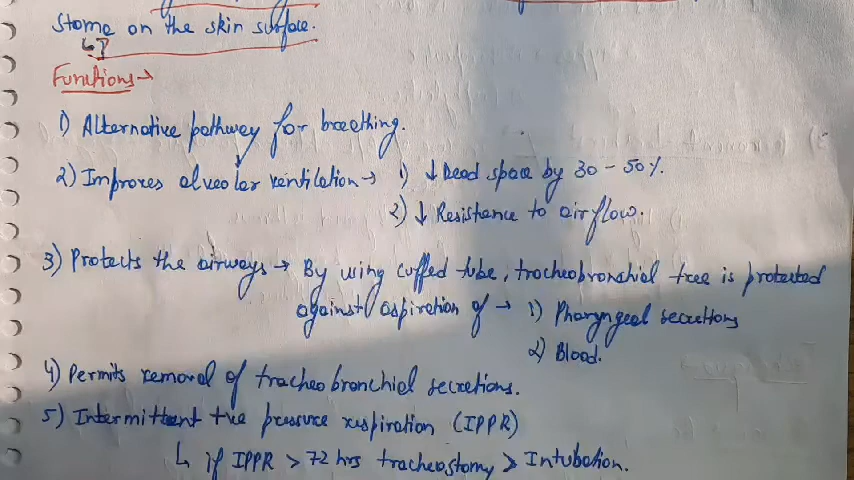 stome on the skin surface.
Functions→
1) Alternative pathway for breathing.
2) Improves alveolar ventilation → 1) ↓ Dead space by 30-50%.
2) ↓ Resistance to airflow.
3) Protects the airways → By using cuffed tube, tracheobronchial tree is protected
against aspiration of → 1) Pharyngeal secretions
2) Blood.
4) Permits removal of tracheobronchial secretions.
5) Intermittent +ve pressure respiration (IPPR)
↳ if IPPR > 72 hrs tracheostomy > Intubation.